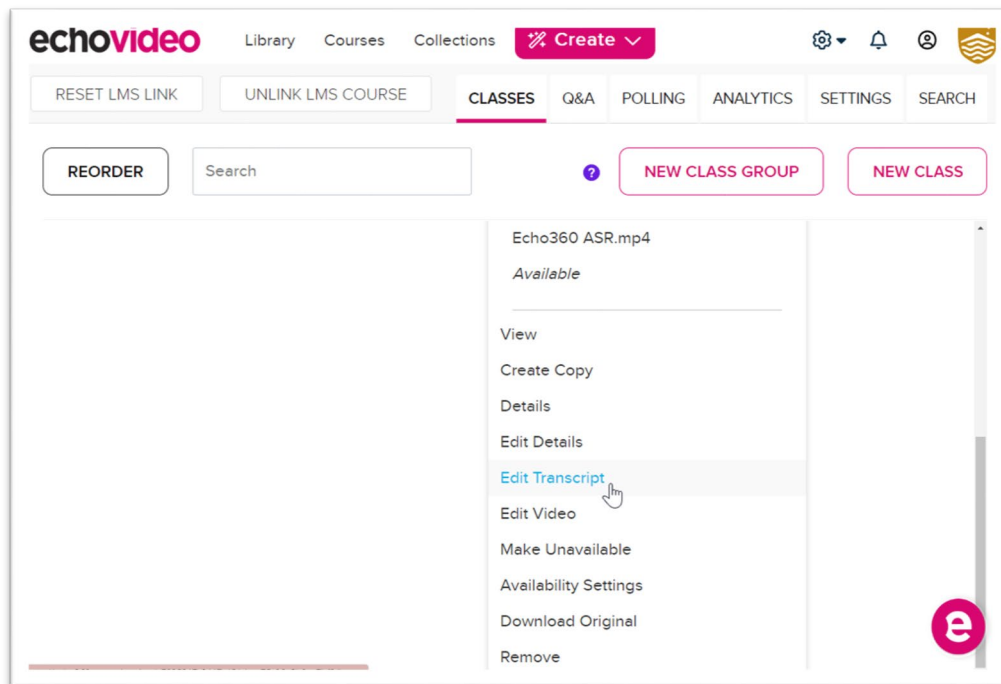 echovideo Library Courses Collections Create
RESET LMS LINK UNLINK LMS COURSE CLASSES Q&A POLLING ANALYTICS SETTINGS SEARCH
REORDER Search ? NEW CLASS GROUP NEW CLASS
Echo360 ASR.mp4
Available
View
Create Copy
Details
Edit Details
Edit Transcript
Edit Video
Make Unavailable
Availability Settings
Download Original
Remove
e